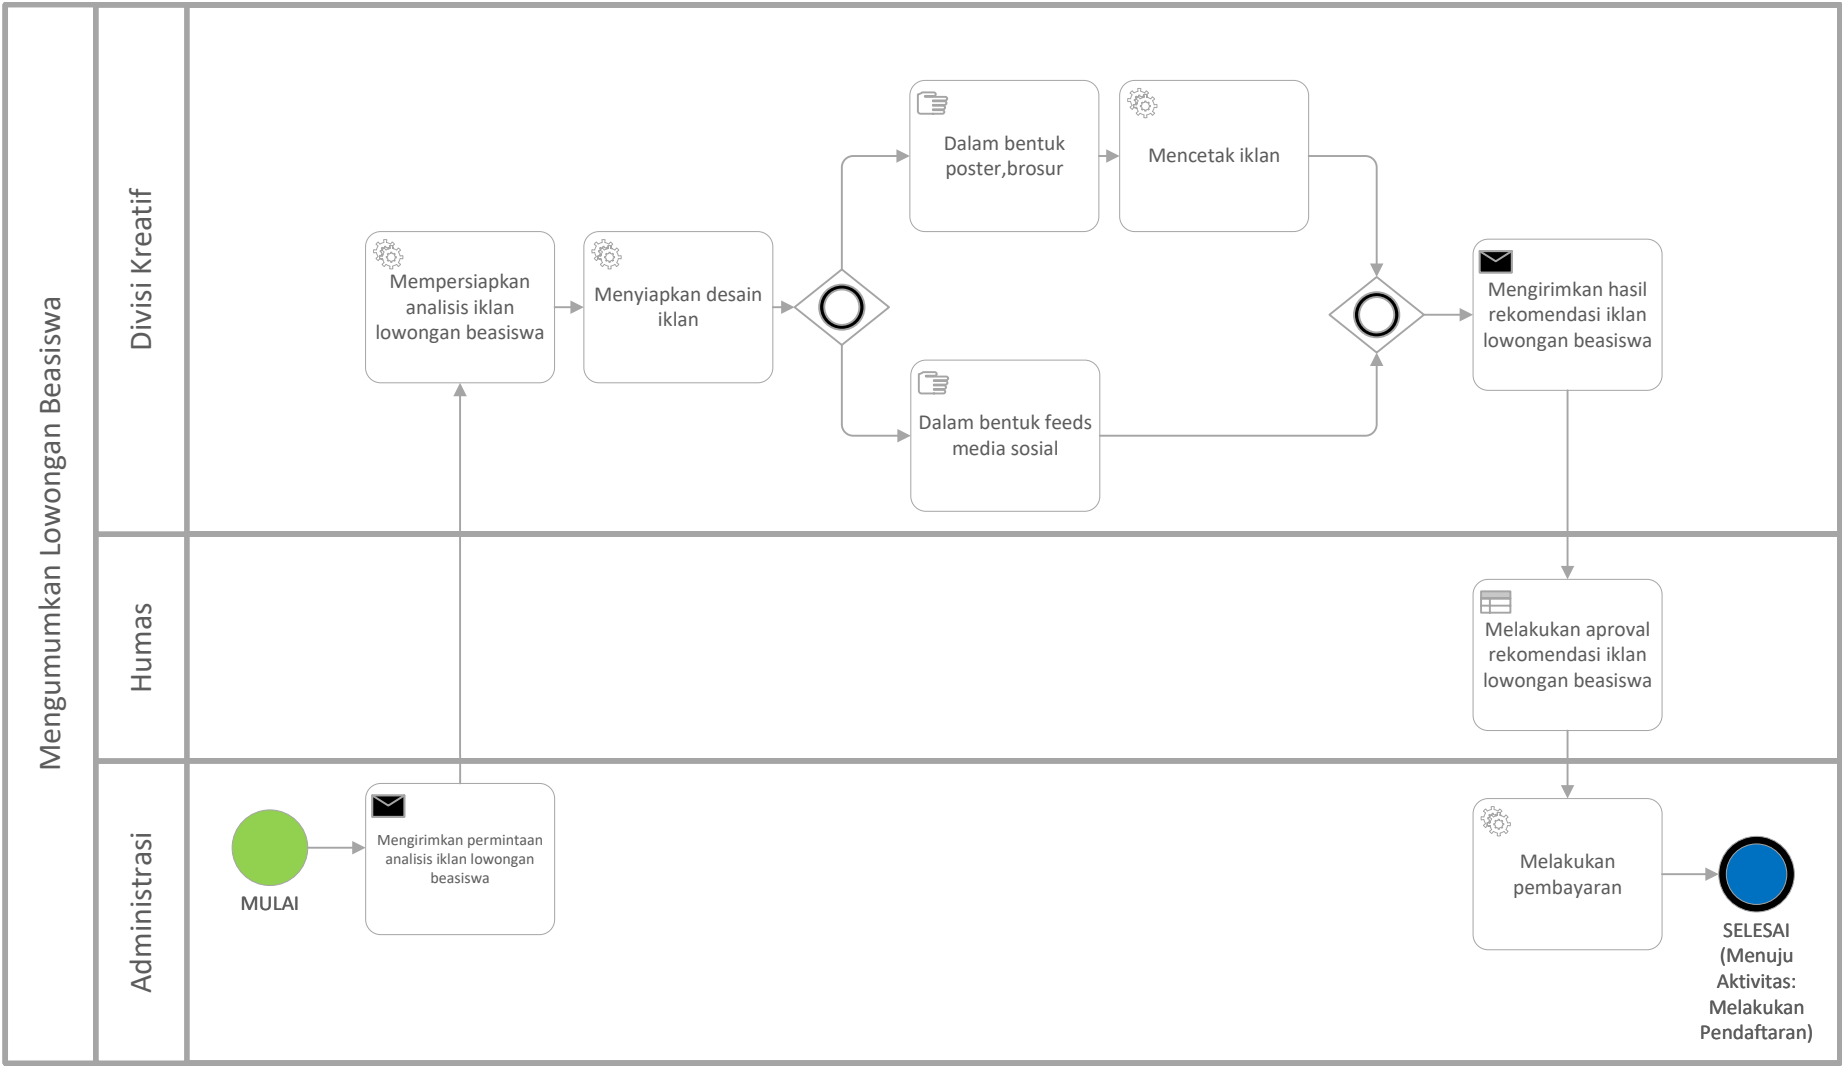 Mengumumkan Lowongan Beasiswa
Divisi Kreatif
Mempersiapkan
analisis iklan
lowongan beasiswa
Menyiapkan desain
iklan
Dalam bentuk
poster,brosur
Mencetak iklan
Dalam bentuk feeds
media sosial
Mengirimkan hasil
rekomendasi iklan
lowongan beasiswa
Humas
Melakukan aproval
rekomendasi iklan
lowongan beasiswa
Administrasi
MULAI
Mengirimkan permintaan
analisis iklan lowongan
beasiswa
Melakukan
pembayaran
SELESAI
(Menuju
Aktivitas:
Melakukan
Pendaftaran)